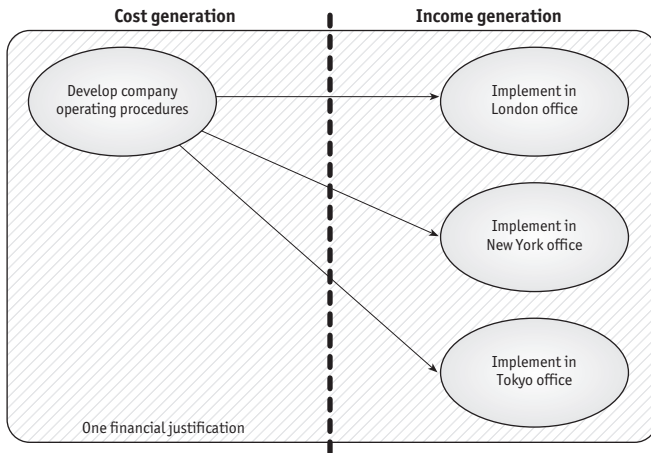 Cost generation
Income generation
Develop company
operating procedures
Implement in
London office
Implement in
New York office
Implement in
Tokyo office
One financial justification